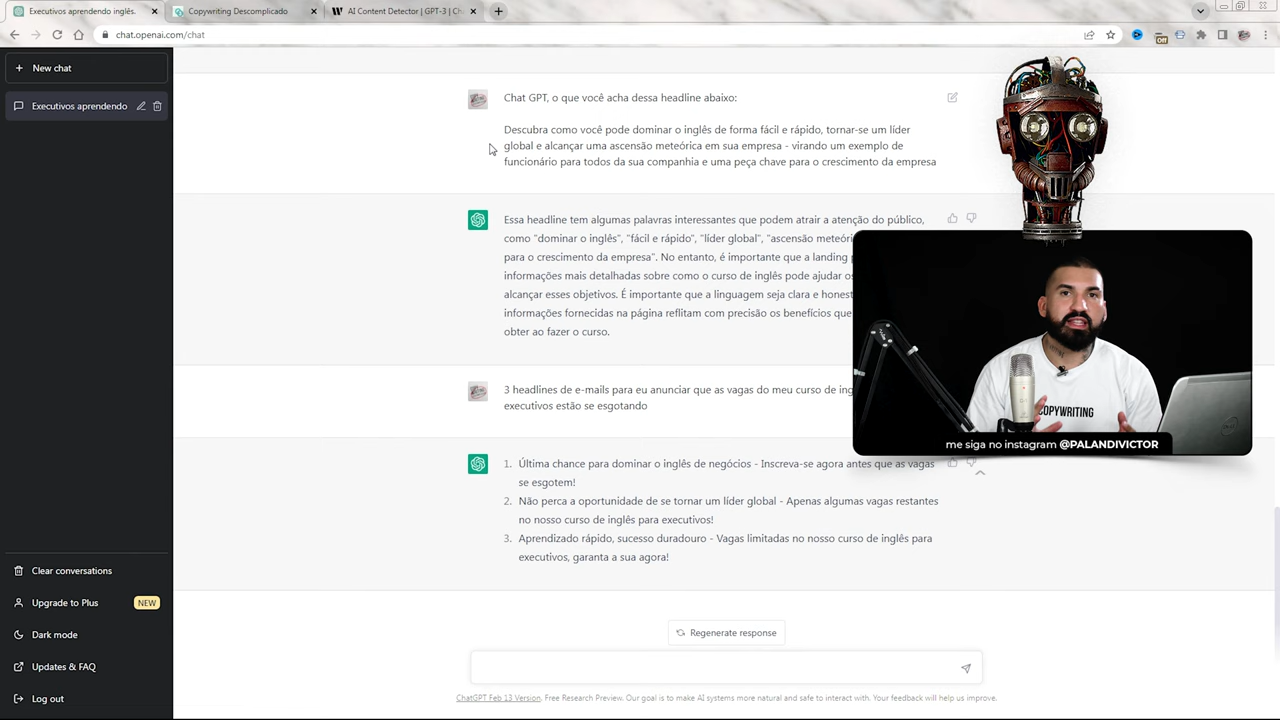 Executivos aprendendo inglês.
Copywriting Descomplicado
AI Content Detector | GPT-3 | Ch
chat.openai.com/chat
Off
New chat
Executivos aprendendo
Chat GPT, o que você acha dessa headline abaixo:
Descubra como você pode dominar o inglês de forma fácil e rápido, tornar-se um líder
global e alcançar uma ascensão meteórica em sua empresa - virando um exemplo de
funcionário para todos da sua companhia e uma peça chave para o crescimento da empresa
Essa headline tem algumas palavras interessantes que podem atrair a atenção do público,
como "dominar o inglês", "fácil e rápido", "líder global", "ascensão meteóri
para o crescimento da empresa". No entanto, é importante que a landing p
informações mais detalhadas sobre como o curso de inglês pode ajudar os
alcançar esses objetivos. É importante que a linguagem seja clara e honest
informações fornecidas na página reflitam com precisão os benefícios que
obter ao fazer o curso.
3 headlines de e-mails para eu anunciar que as vagas do meu curso de ing
executivos estão se esgotando
1. Última chance para dominar o inglês de negócios - Inscreva-se agora antes que as vagas
se esgotem!
2. Não perca a oportunidade de se tornar um líder global - Apenas algumas vagas restantes
no nosso curso de inglês para executivos!
3. Aprendizado rápido, sucesso duradouro - Vagas limitadas no nosso curso de inglês para
executivos, garanta a sua agora!
COPYWRITING
me siga no instagram @PALANDIVICTOR
Clear conversations
Upgrade to Plus NEW
Dark mode
Updates & FAQ
Log out
Regenerate response
ChatGPT Feb 13 Version. Free Research Preview. Our goal is to make AI systems more natural and safe to interact with. Your feedback will help us improve.